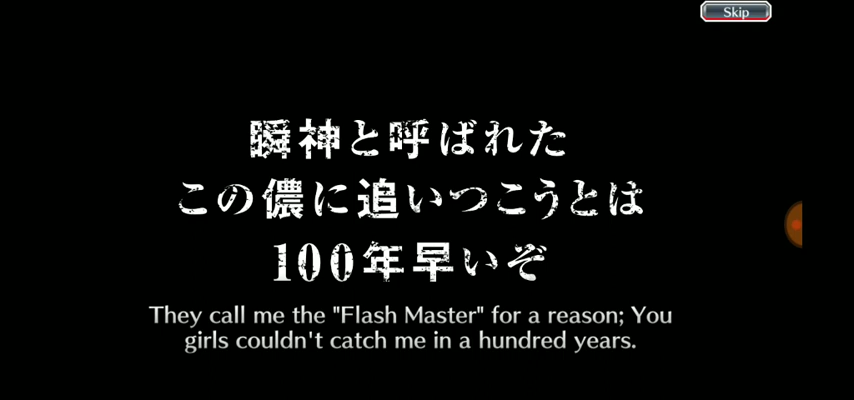 Skip
瞬神と呼ばれた
この儂に追いつこうとは
100年早いぞ
They call me the "Flash Master" for a reason; You
girls couldn't catch me in a hundred years.